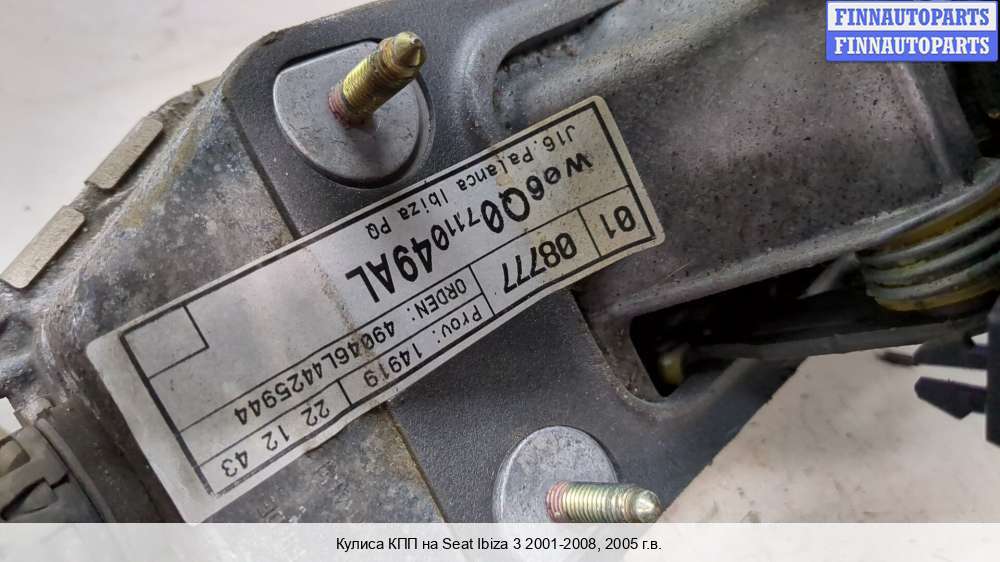 FINNAUTOPARTS
FINNAUTOPARTS
J16.Palanca Ibiza PQ
W 06Q0711049AL
01
08777
ORDEN: 49046L4425944
Prov: 14919
22 12 43
Кулиса КПП на Seat Ibiza 3 2001-2008, 2005 г.в.